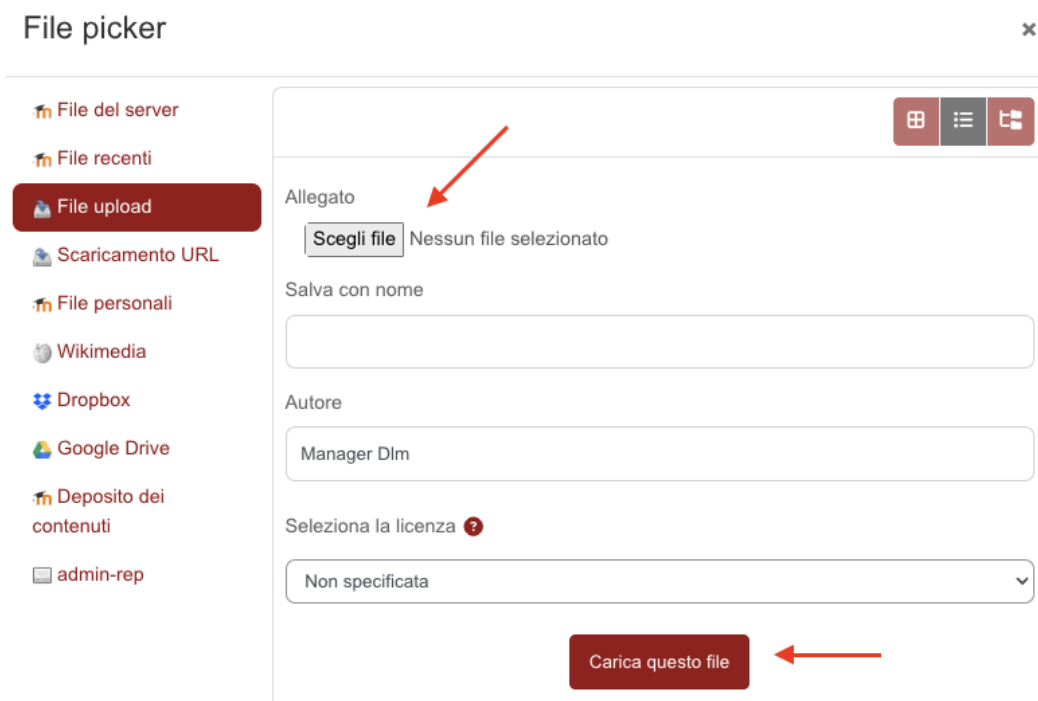 File picker
File del server
File recenti
File upload
Scaricamento URL
File personali
Wikimedia
Dropbox
Google Drive
Deposito dei
contenuti
admin-rep
Allegato
Scegli file Nessun file selezionato
Salva con nome
Autore
Manager Dlm
Seleziona la licenza ?
Non specificata
Carica questo file